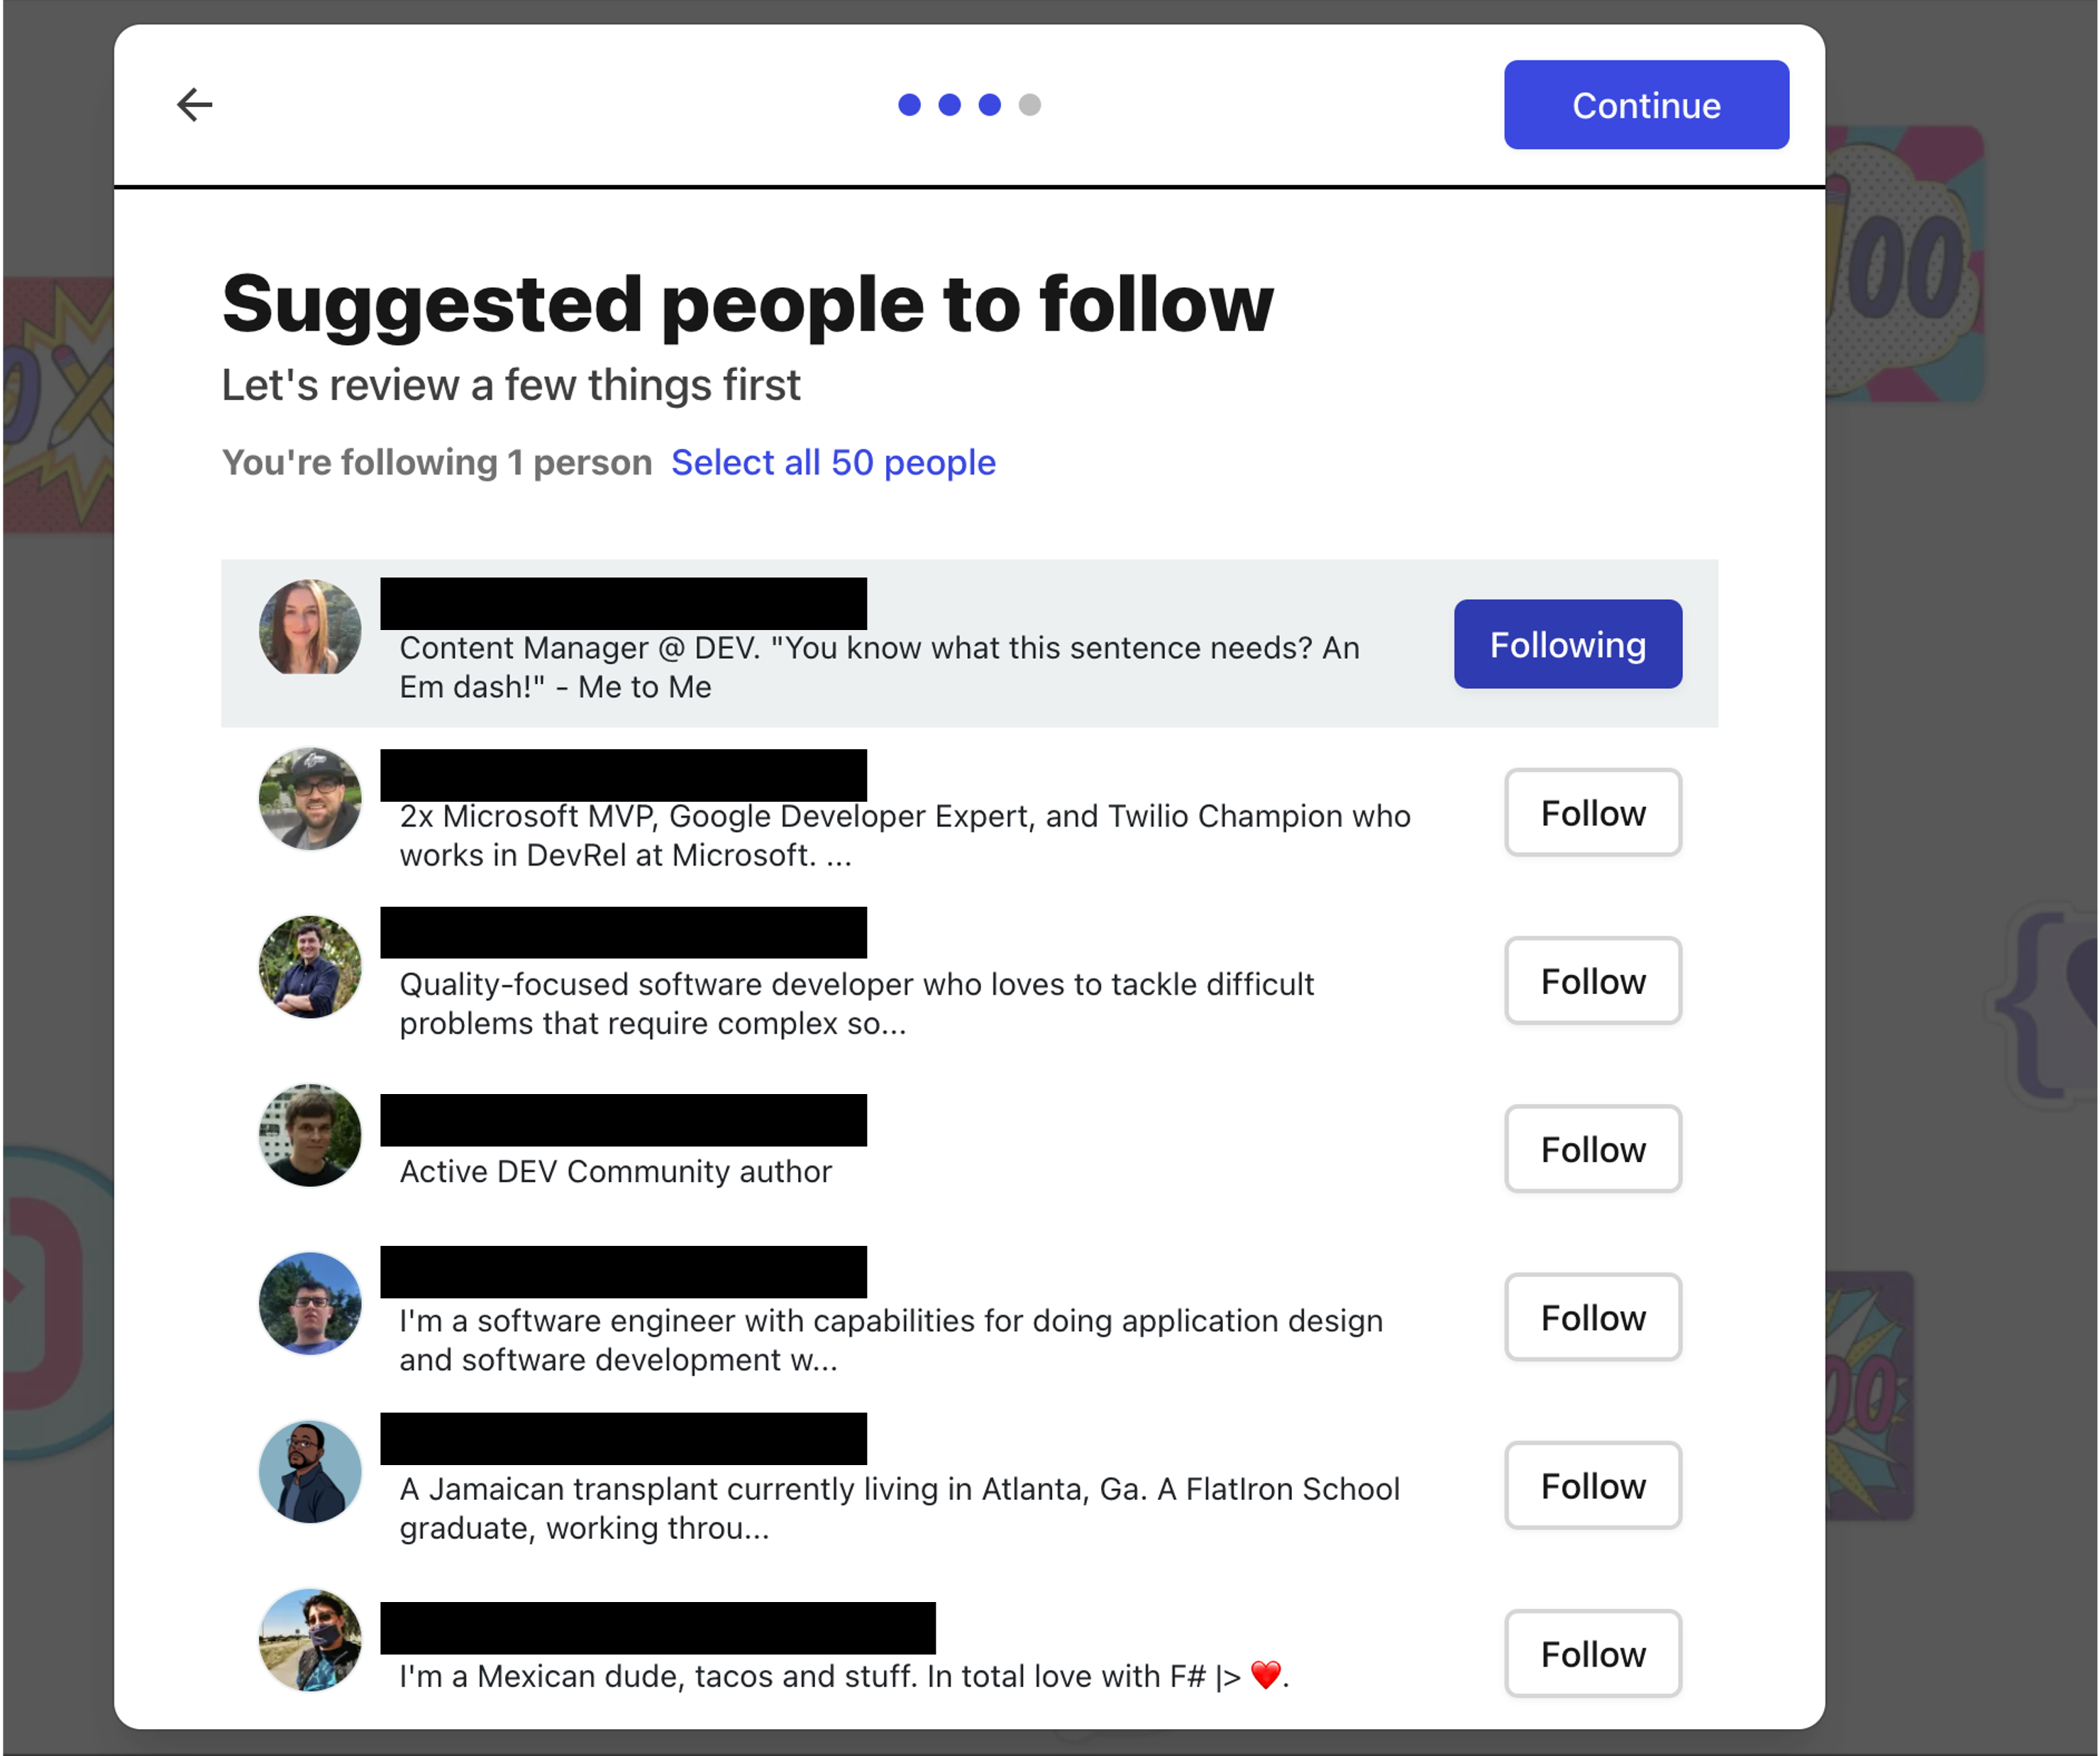 Continue
Suggested people to follow
Let's review a few things first
You're following 1 person Select all 50 people
Content Manager @ DEV. "You know what this sentence needs? An
Em dash!" - Me to Me
Following
2x Microsoft MVP, Google Developer Expert, and Twilio Champion who
works in DevRel at Microsoft. ...
Follow
Quality-focused software developer who loves to tackle difficult
problems that require complex so...
Follow
Active DEV Community author
Follow
I'm a software engineer with capabilities for doing application design
and software development w...
Follow
A Jamaican transplant currently living in Atlanta, Ga. A FlatIron School
graduate, working throu...
Follow
I'm a Mexican dude, tacos and stuff. In total love with F# |> ❤️.
Follow